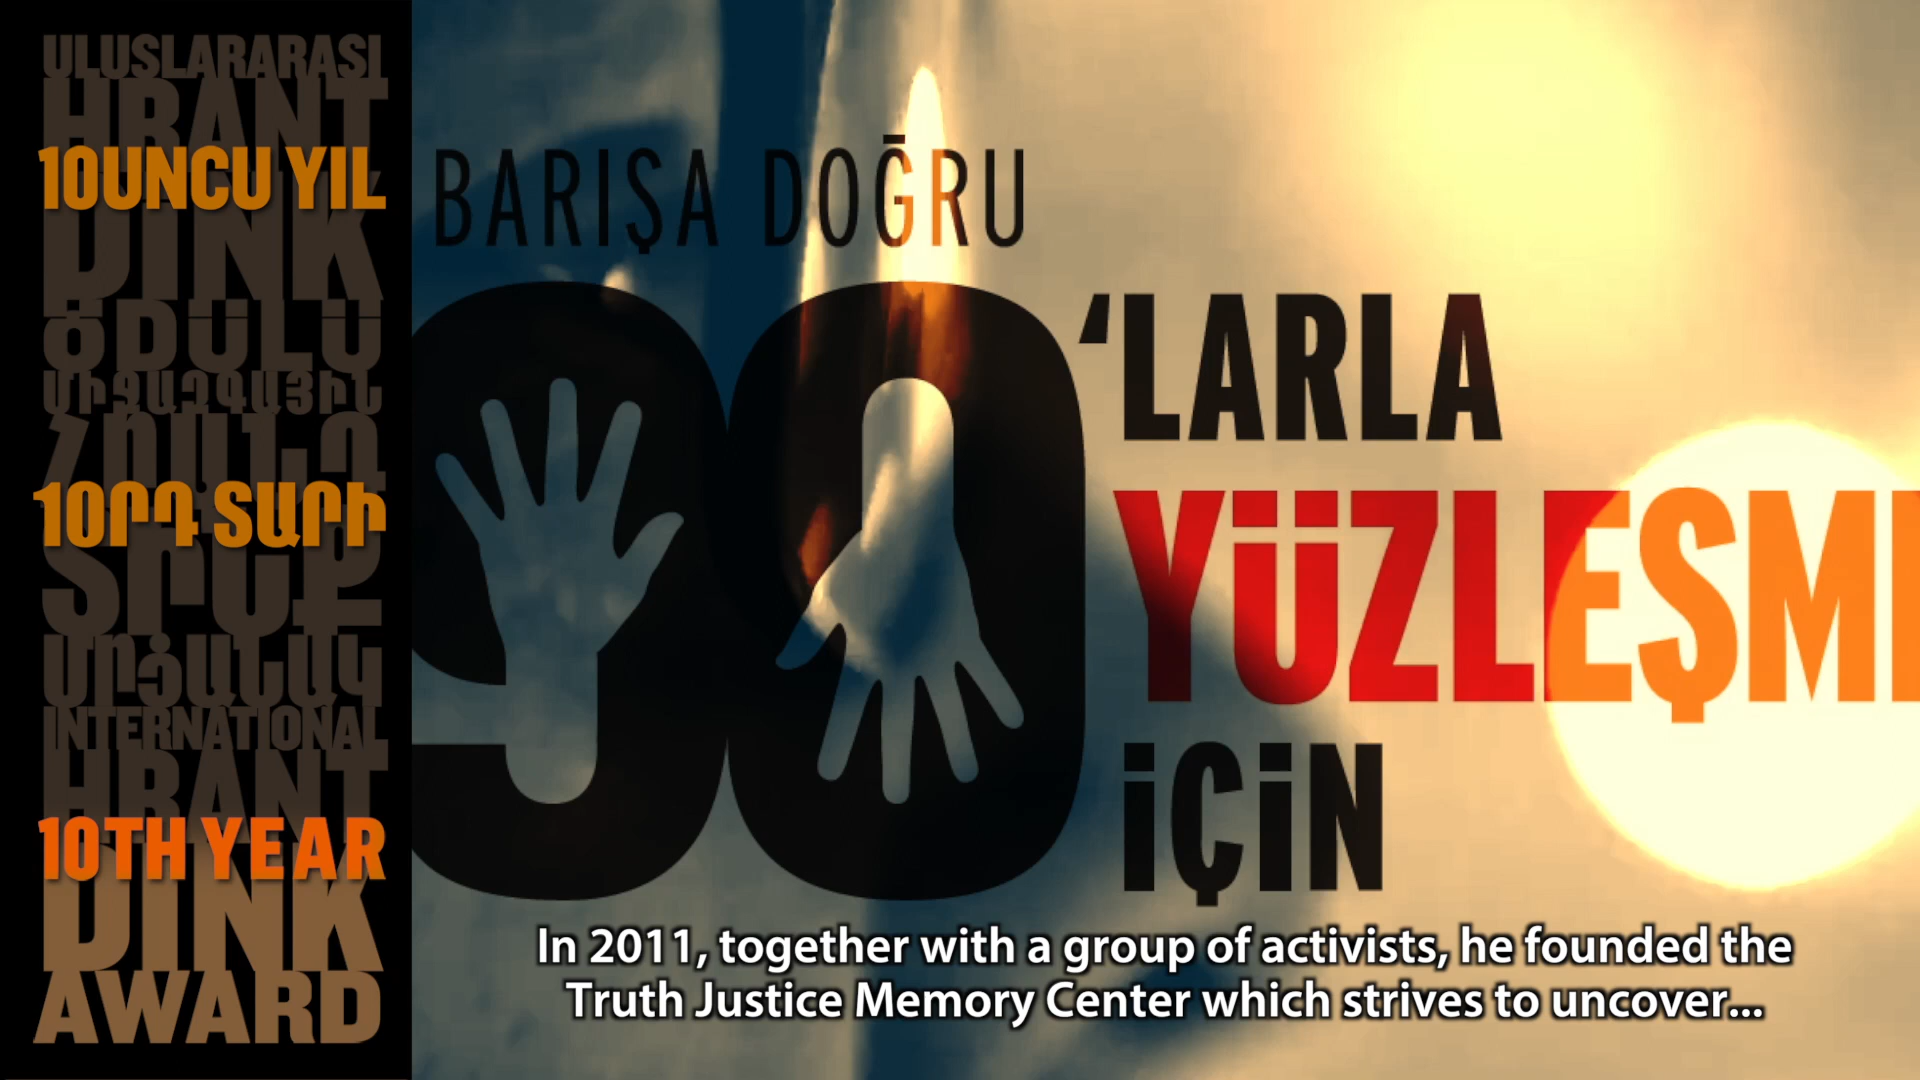 ULUSLARARASI
HRANT
10UNCU YIL
DINK
ÖDÜLÜ
ՄԻՋԱԶԳԱՅԻՆ
ՀՐԱՆԴ
10ՐԴ ՏԱՐԻ
ՏԻՆՔ
ՄՐՑԱՆԱԿ
INTERNATIONAL
HRANT
10TH YEAR
DINK
AWARD
BARIŞA DOĞRU
90 'LARLA
YÜZLEŞME
İÇİN
In 2011, together with a group of activists, he founded the
Truth Justice Memory Center which strives to uncover...